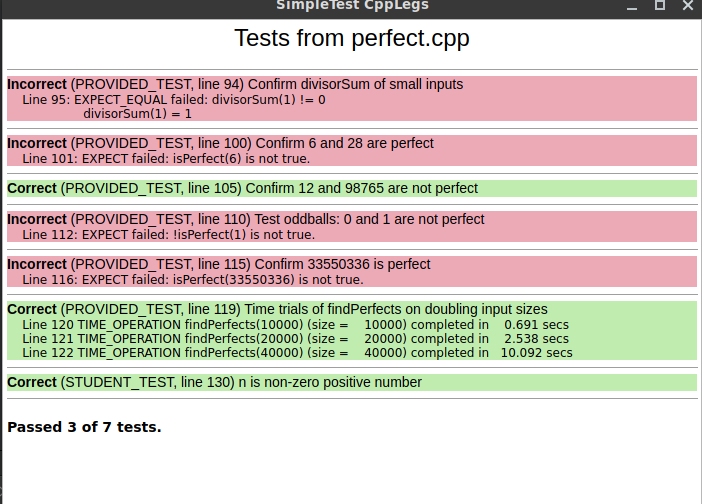 SimpleTest CppLegs
Tests from perfect.cpp
Incorrect (PROVIDED_TEST, line 94) Confirm divisorSum of small inputs
Line 95: EXPECT_EQUAL failed: divisorSum(1) != 0
divisorSum(1) = 1
Incorrect (PROVIDED_TEST, line 100) Confirm 6 and 28 are perfect
Line 101: EXPECT failed: isPerfect(6) is not true.
Correct (PROVIDED_TEST, line 105) Confirm 12 and 98765 are not perfect
Incorrect (PROVIDED_TEST, line 110) Test oddballs: 0 and 1 are not perfect
Line 112: EXPECT failed: !isPerfect(1) is not true.
Incorrect (PROVIDED_TEST, line 115) Confirm 33550336 is perfect
Line 116: EXPECT failed: isPerfect(33550336) is not true.
Correct (PROVIDED_TEST, line 119) Time trials of findPerfects on doubling input sizes
Line 120 TIME_OPERATION findPerfects(10000) (size = 10000) completed in 0.691 secs
Line 121 TIME_OPERATION findPerfects(20000) (size = 20000) completed in 2.538 secs
Line 122 TIME_OPERATION findPerfects(40000) (size = 40000) completed in 10.092 secs
Correct (STUDENT_TEST, line 130) n is non-zero positive number
Passed 3 of 7 tests.